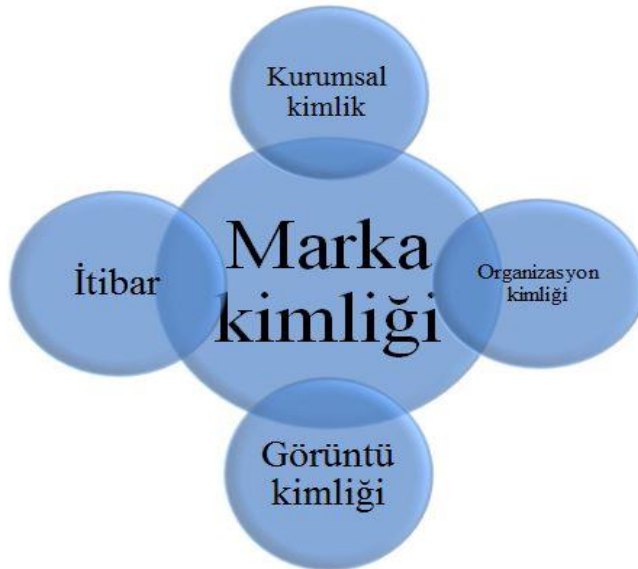 Kurumsal
kimlik
Marka
kimliği
İtibar
Organizasyon
kimliği
Görüntü
kimliği